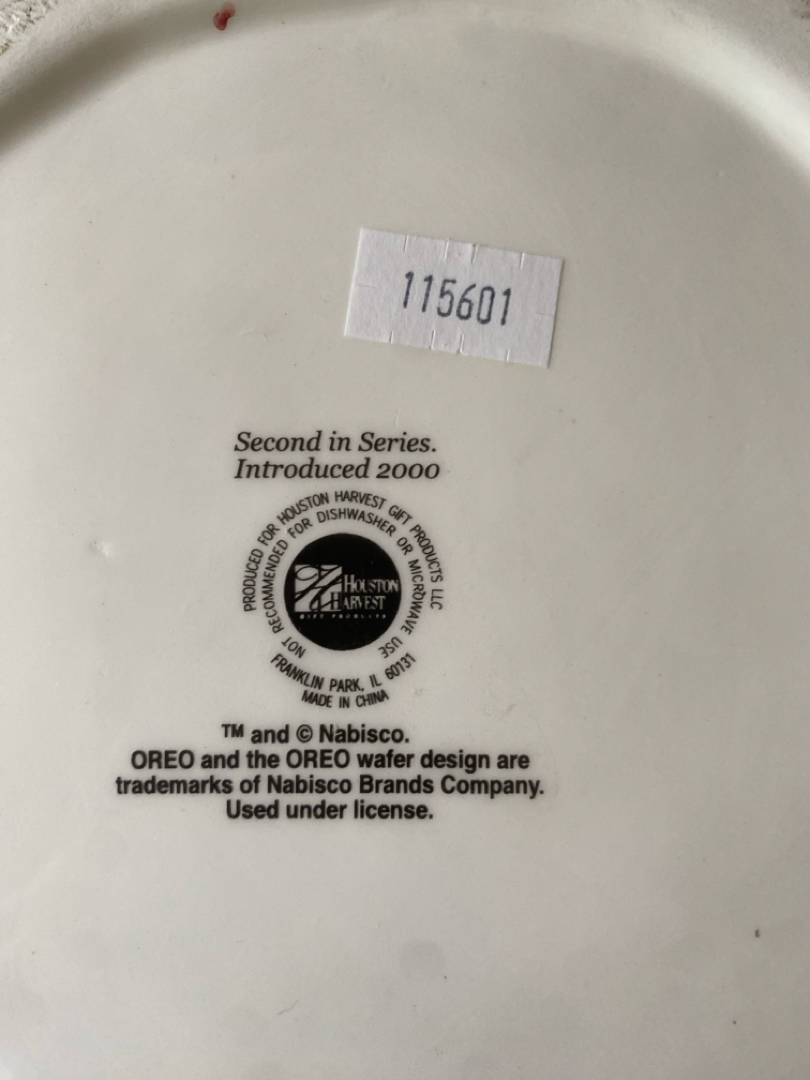 115601
Second in Series.
Introduced 2000
PRODUCED FOR HOUSTON HARVEST GIFT PRODUCTS LLC
NOT RECOMMENDED FOR DISHWASHER OR MICROWAVE USE
HOUSTON
HARVEST
GIFT PRODUCTS
FRANKLIN PARK, IL 60131
MADE IN CHINA
™ and © Nabisco.
OREO and the OREO wafer design are
trademarks of Nabisco Brands Company.
Used under license.